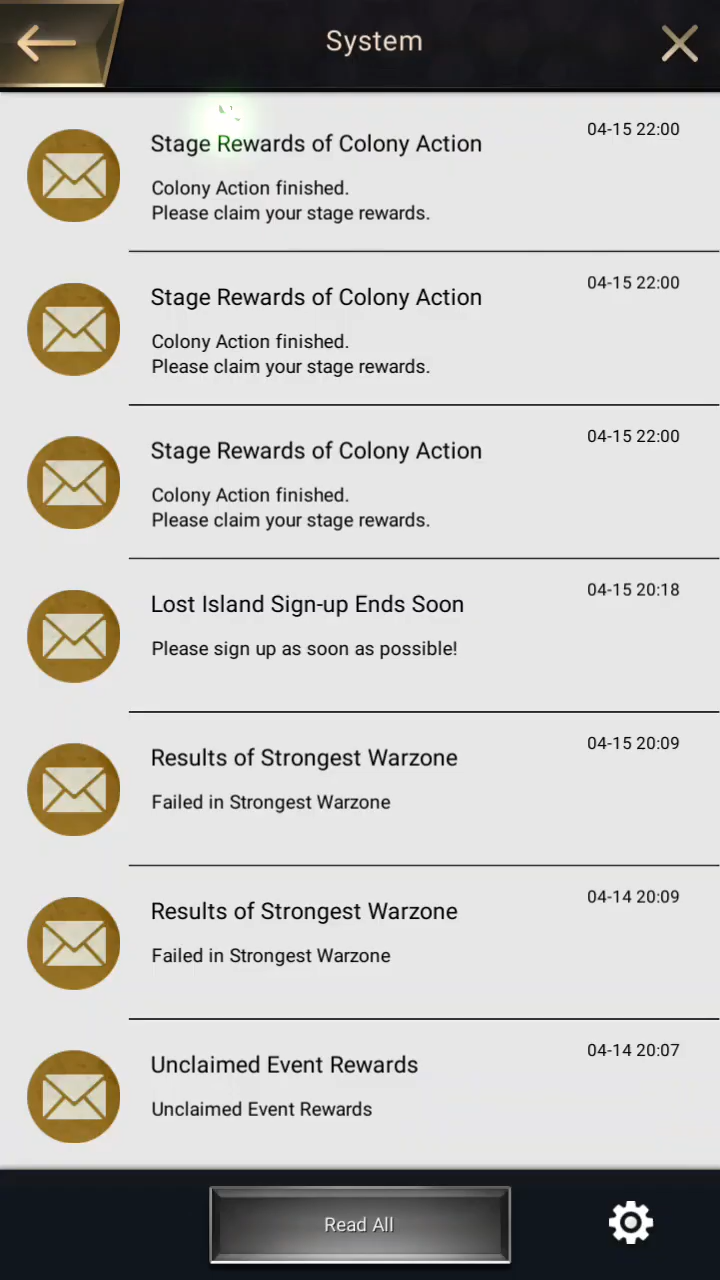 System
Stage Rewards of Colony Action
04-15 22:00
Colony Action finished.
Please claim your stage rewards.
Stage Rewards of Colony Action
04-15 22:00
Colony Action finished.
Please claim your stage rewards.
Stage Rewards of Colony Action
04-15 22:00
Colony Action finished.
Please claim your stage rewards.
Lost Island Sign-up Ends Soon
04-15 20:18
Please sign up as soon as possible!
Results of Strongest Warzone
04-15 20:09
Failed in Strongest Warzone
Results of Strongest Warzone
04-14 20:09
Failed in Strongest Warzone
Unclaimed Event Rewards
04-14 20:07
Unclaimed Event Rewards
Read All